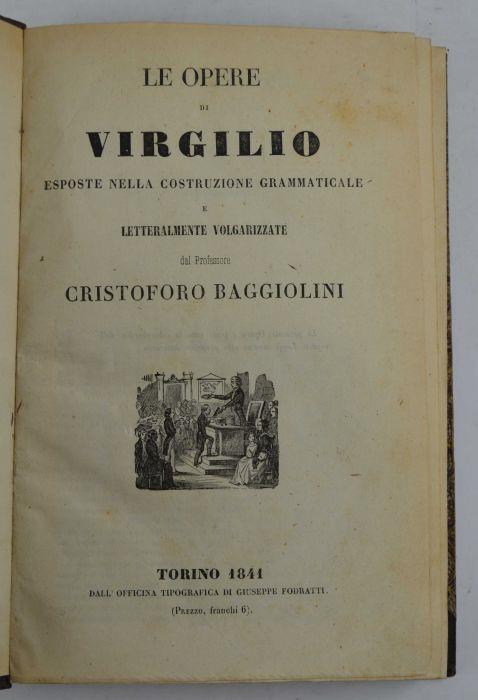 LE OPERE
DI
VIRGILIO
ESPOSTE NELLA COSTRUZIONE GRAMMATICALE
E
LETTERALMENTE VOLGARIZZATE
dal Professore
CRISTOFORO BAGGIOLINI
TORINO 1841
DALL' OFFICINA TIPOGRAFICA DI GIUSEPPE FODRATTI.
(PREZZO, franchi 6).